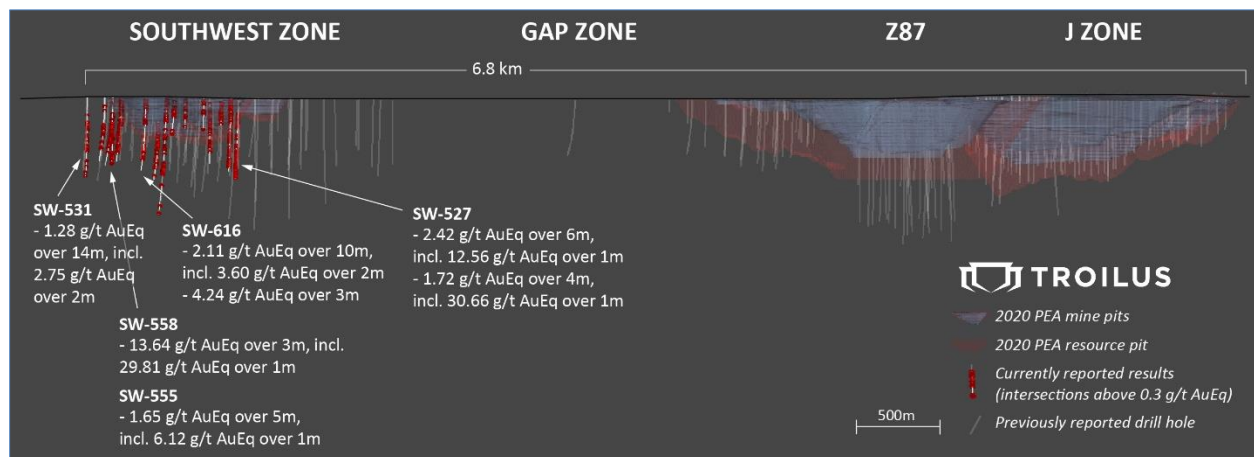 SOUTHWEST ZONE
GAP ZONE
Z87
J ZONE
6.8 km
SW-531
- 1.28 g/t AuEq
over 14m, incl.
2.75 g/t AuEq
over 2m
SW-616
- 2.11 g/t AuEq over 10m,
incl. 3.60 g/t AuEq over 2m
- 4.24 g/t AuEq over 3m
SW-527
- 2.42 g/t AuEq over 6m,
incl. 12.56 g/t AuEq over 1m
- 1.72 g/t AuEq over 4m,
incl. 30.66 g/t AuEq over 1m
SW-558
- 13.64 g/t AuEq over 3m, incl.
29.81 g/t AuEq over 1m
SW-555
- 1.65 g/t AuEq over 5m,
incl. 6.12 g/t AuEq over 1m
500m
TROILUS
2020 PEA mine pits
2020 PEA resource pit
Currently reported results
(intersections above 0.3 g/t AuEq)
Previously reported drill hole